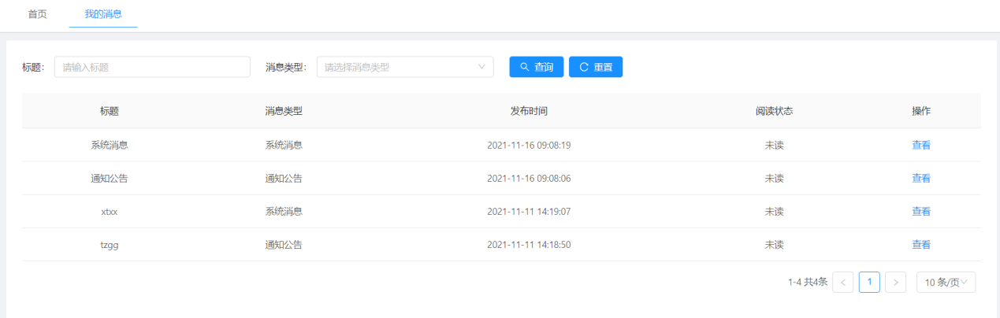 首页 我的消息
标题： 请输入标题 消息类型： 请选择消息类型 查询 重置
标题 消息类型 发布时间 阅读状态 操作
系统消息 系统消息 2021-11-16 09:08:19 未读 查看
通知公告 通知公告 2021-11-16 09:08:06 未读 查看
xtxx 系统消息 2021-11-11 14:19:07 未读 查看
tzgg 通知公告 2021-11-11 14:18:50 未读 查看
1-4 共4条 < 1 > 10 条/页